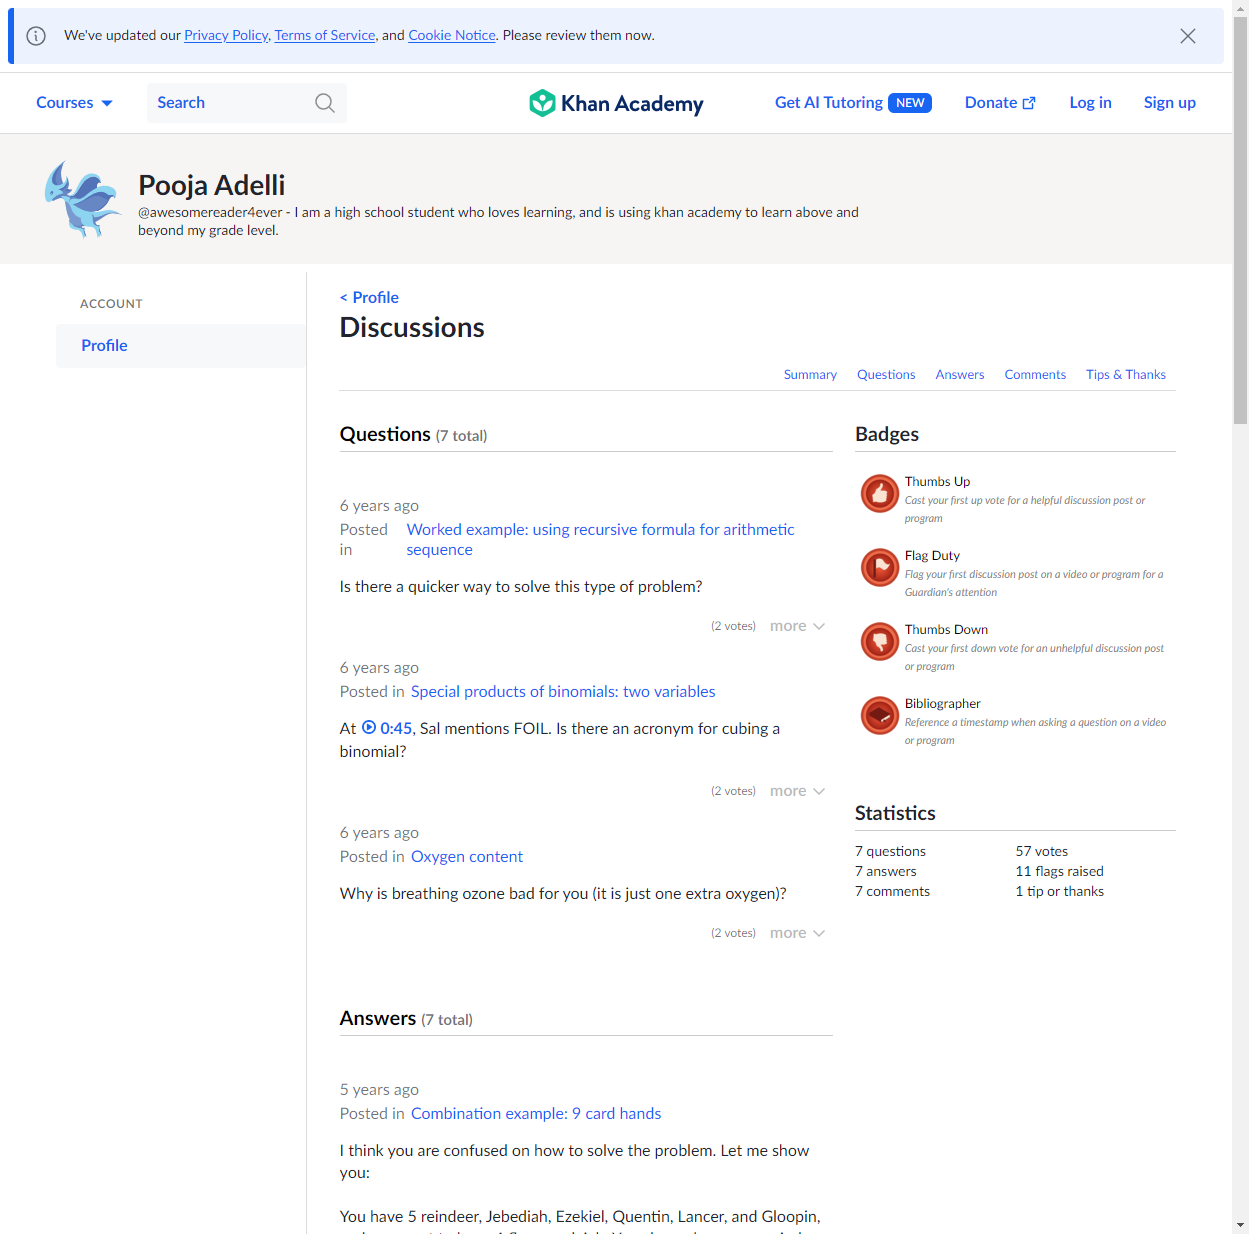 We've updated our Privacy Policy, Terms of Service, and Cookie Notice. Please review them now.
Courses
Search
Khan Academy
Get AI Tutoring NEW
Donate
Log in
Sign up
Pooja Adelli
@awesomereader4ever - I am a high school student who loves learning, and is using khan academy to learn above and
beyond my grade level.
ACCOUNT
Profile
< Profile
Discussions
Summary
Questions
Answers
Comments
Tips & Thanks
Questions (7 total)
6 years ago
Posted in Worked example: using recursive formula for arithmetic
sequence
Is there a quicker way to solve this type of problem?
(2 votes) more
6 years ago
Posted in Special products of binomials: two variables
At 0:45, Sal mentions FOIL. Is there an acronym for cubing a
binomial?
(2 votes) more
6 years ago
Posted in Oxygen content
Why is breathing ozone bad for you (it is just one extra oxygen)?
(2 votes) more
Answers (7 total)
5 years ago
Posted in Combination example: 9 card hands
I think you are confused on how to solve the problem. Let me show
you:
You have 5 reindeer, Jebediah, Ezekiel, Quentin, Lancer, and Gloopin,
Badges
Thumbs Up
Cast your first up vote for a helpful discussion post or
program
Flag Duty
Flag your first discussion post on a video or program for a
Guardian's attention
Thumbs Down
Cast your first down vote for an unhelpful discussion post
or program
Bibliographer
Reference a timestamp when asking a question on a video
or program
Statistics
7 questions
7 answers
7 comments
57 votes
11 flags raised
1 tip or thanks